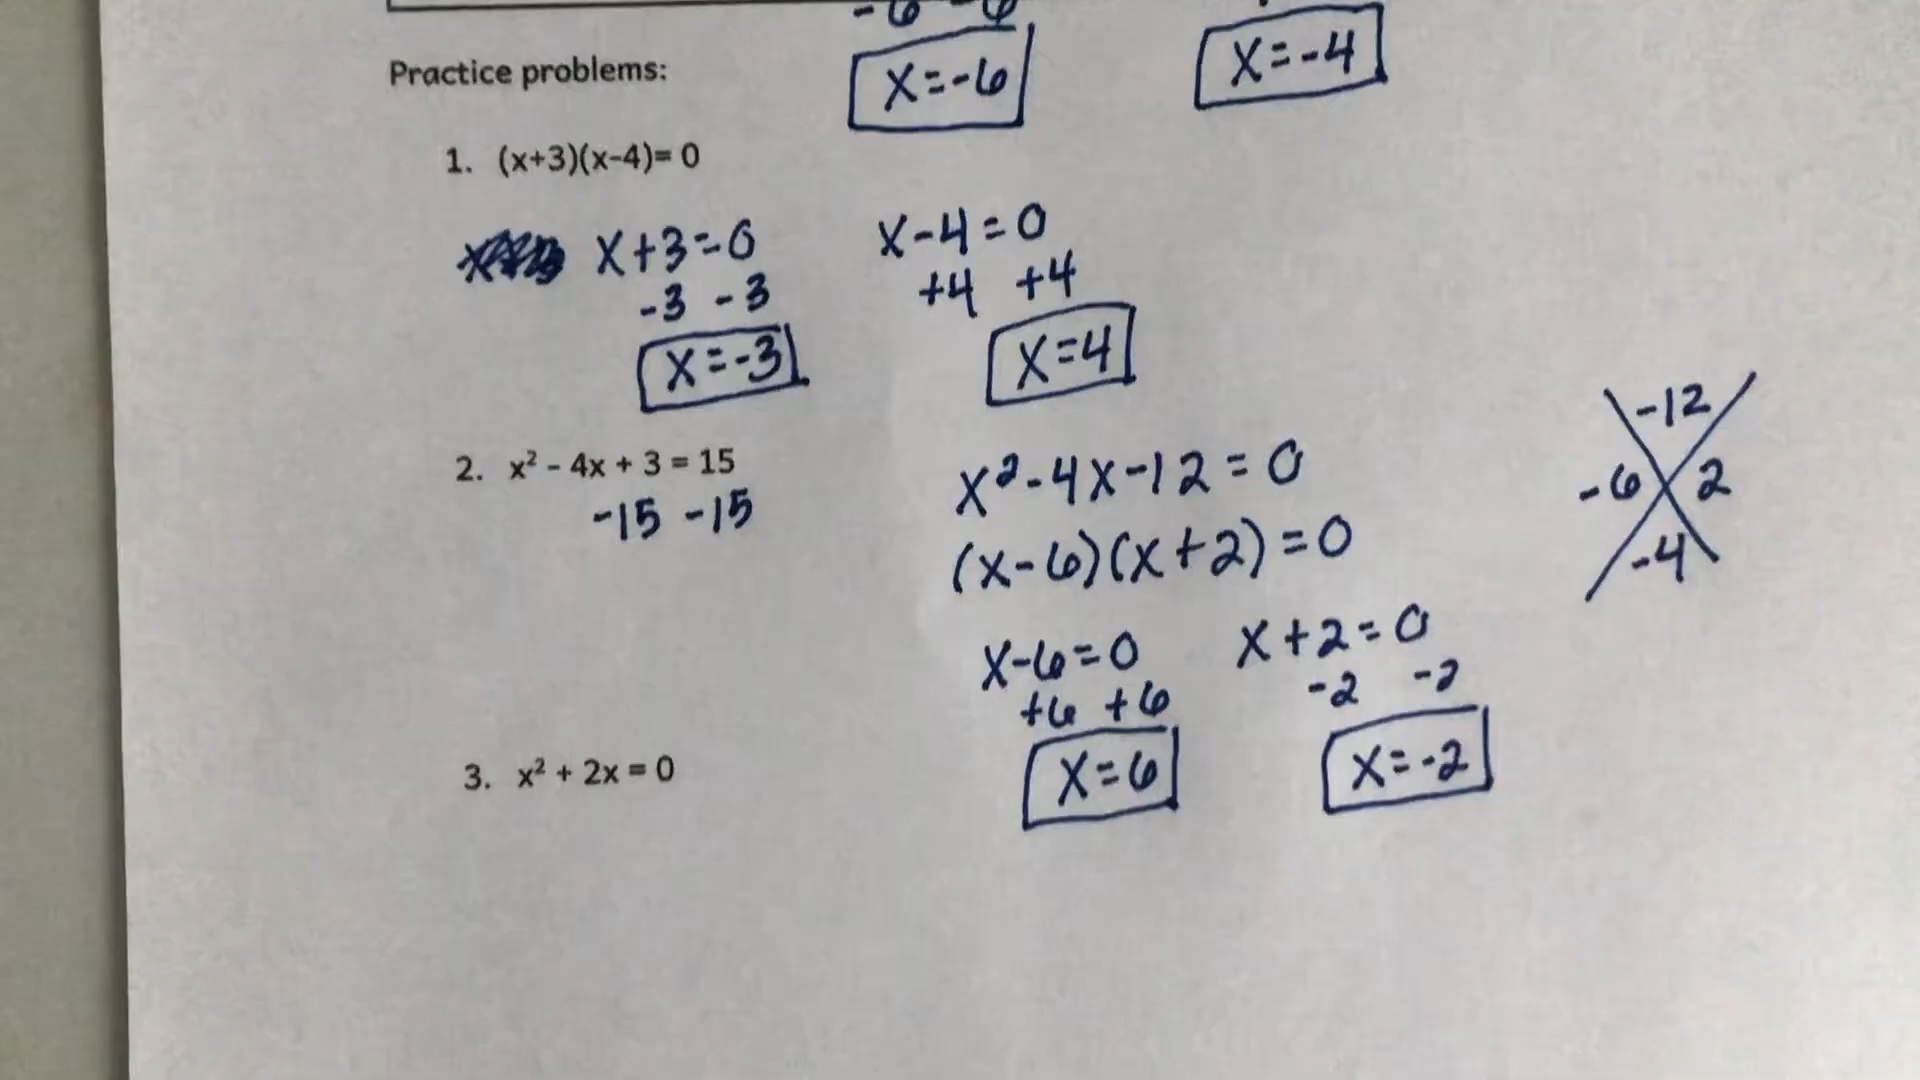 -6 -6
x=-6
x=-4
Practice problems:
1. (x+3)(x-4)= 0
x+3=0
x-4=0
-3 -3
+4 +4
x=-3
x=4
2. x² - 4x + 3 = 15
-15 -15
x²-4x-12=0
(x-6)(x+2)=0
-12
-6 2
-4
x-6=0
x+2=0
+6 +6
-2 -2
x=6
x=-2
3. x² + 2x = 0